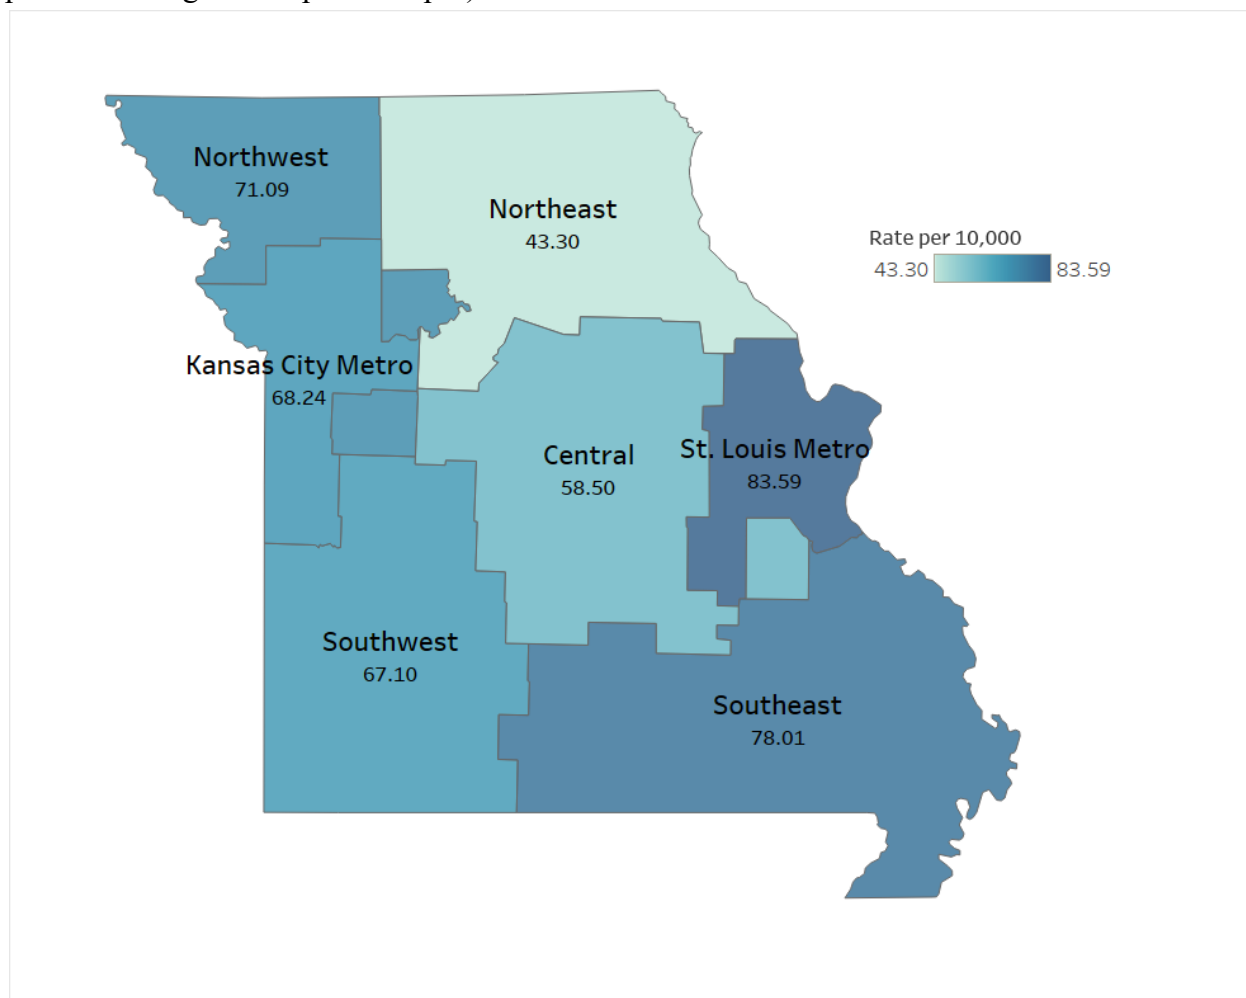 Northwest
71.09
Northeast
43.30
Rate per 10,000
43.30 83.59
Kansas City Metro
68.24
Central
58.50
St. Louis Metro
83.59
Southwest
67.10
Southeast
78.01